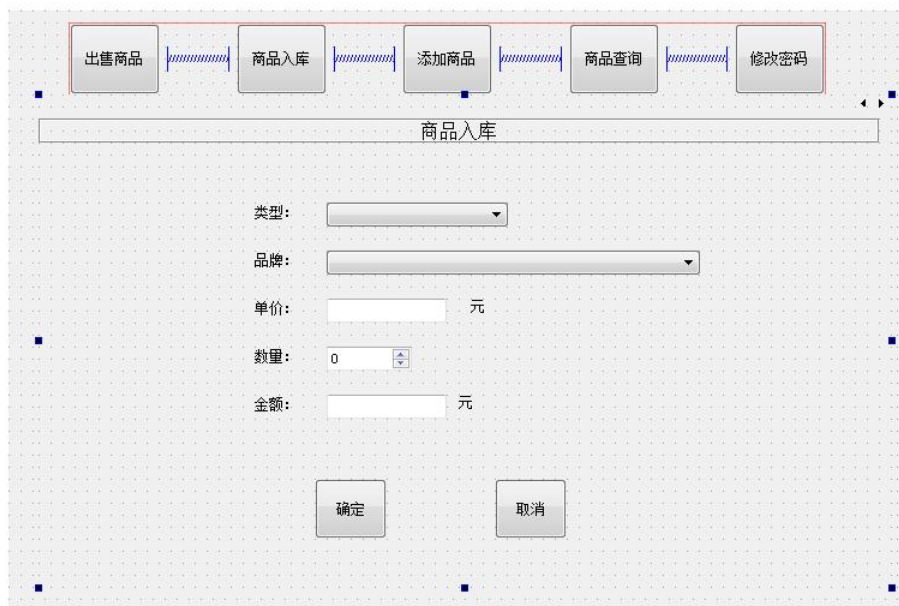 出售商品 商品入库 添加商品 商品查询 修改密码
商品入库
类型：
品牌：
单价： 元
数量： 0
金额： 元
确定 取消